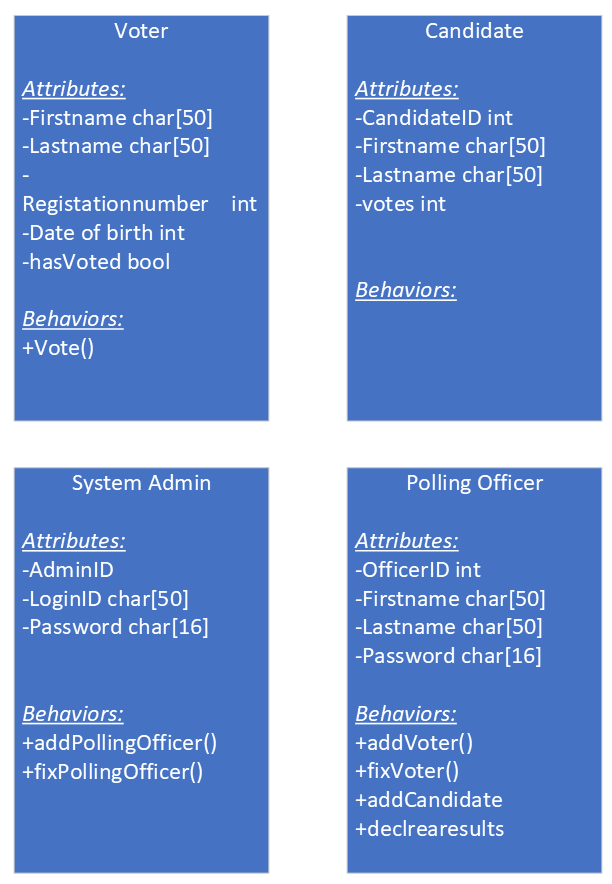 Voter
Attributes:
-Firstname char[50]
-Lastname char[50]
-
Registationnumber int
-Date of birth int
-hasVoted bool
Behaviors:
+Vote()
Candidate
Attributes:
-CandidateID int
-Firstname char[50]
-Lastname char[50]
-votes int
Behaviors:
System Admin
Attributes:
-AdminID
-LoginID char[50]
-Password char[16]
Behaviors:
+addPollingOfficer()
+fixPollingOfficer()
Polling Officer
Attributes:
-OfficerID int
-Firstname char[50]
-Lastname char[50]
-Password char[16]
Behaviors:
+addVoter()
+fixVoter()
+addCandidate
+declrearesults